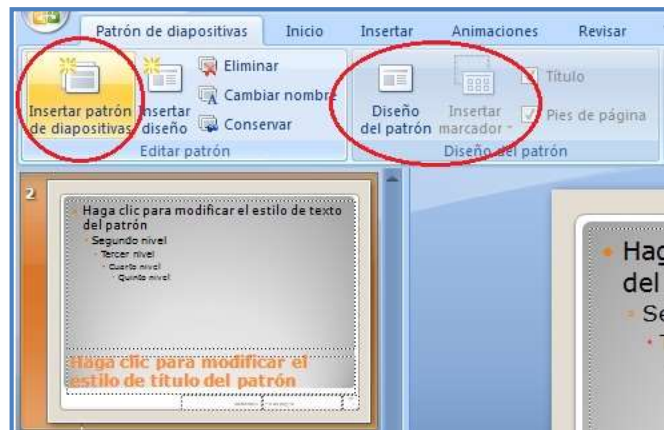 Patrón de diapositivas Inicio Insertar Animaciones Revisar
Insertar patrón de diapositivas
Insertar diseño
Eliminar
Cambiar nombre
Conservar
Editar patrón
Diseño del patrón
Insertar marcador
Título
Pies de página
Diseño del patrón
2
Haga clic para modificar el estilo de texto
del patrón
Segundo nivel
Tercer nivel
Cuarto nivel
Quinto nivel
Haga clic para modificar el
estilo de título del patrón
Hag
del
Se